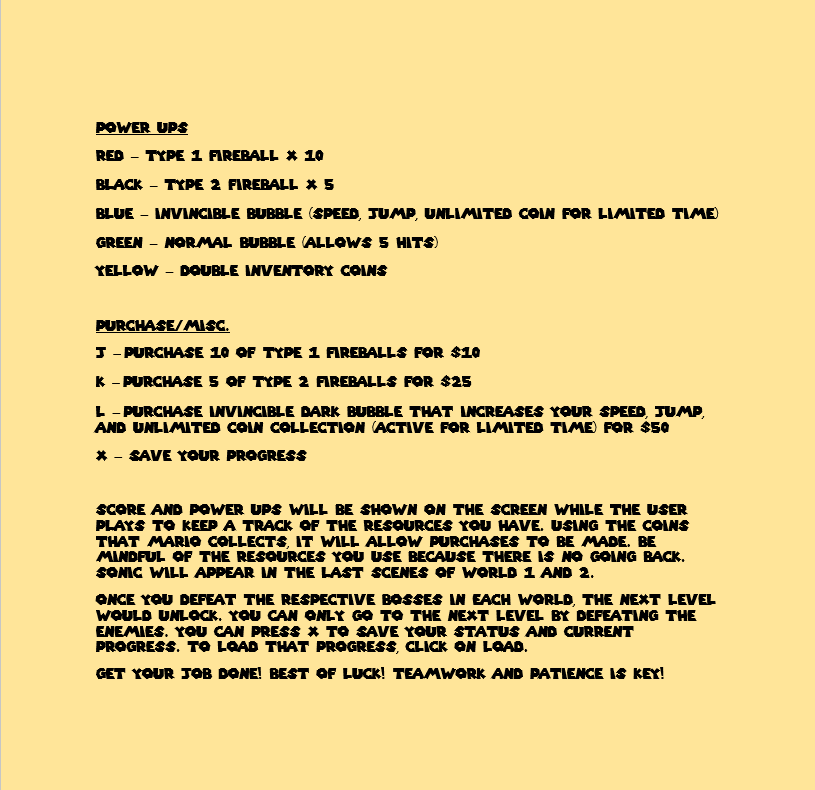 POWER UPS
RED – TYPE 1 FIREBALL X 10
BLACK – TYPE 2 FIREBALL X 5
BLUE – INVINCIBLE BUBBLE (SPEED, JUMP, UNLIMITED COIN FOR LIMITED TIME)
GREEN – NORMAL BUBBLE (ALLOWS 5 HITS)
YELLOW – DOUBLE INVENTORY COINS
PURCHASE/MISC.
J – PURCHASE 10 OF TYPE 1 FIREBALLS FOR $10
K – PURCHASE 5 OF TYPE 2 FIREBALLS FOR $25
L – PURCHASE INVINCIBLE DARK BUBBLE THAT INCREASES YOUR SPEED, JUMP,
AND UNLIMITED COIN COLLECTION (ACTIVE FOR LIMITED TIME) FOR $50
X – SAVE YOUR PROGRESS
SCORE AND POWER UPS WILL BE SHOWN ON THE SCREEN WHILE THE USER
PLAYS TO KEEP A TRACK OF THE RESOURCES YOU HAVE. USING THE COINS
THAT MARIO COLLECTS, IT WILL ALLOW PURCHASES TO BE MADE. BE
MINDFUL OF THE RESOURCES YOU USE BECAUSE THERE IS NO GOING BACK.
SONIC WILL APPEAR IN THE LAST SCENES OF WORLD 1 AND 2.
ONCE YOU DEFEAT THE RESPECTIVE BOSSES IN EACH WORLD, THE NEXT LEVEL
WOULD UNLOCK. YOU CAN ONLY GO TO THE NEXT LEVEL BY DEFEATING THE
ENEMIES. YOU CAN PRESS X TO SAVE YOUR STATUS AND CURRENT
PROGRESS. TO LOAD THAT PROGRESS, CLICK ON LOAD.
GET YOUR JOB DONE! BEST OF LUCK! TEAMWORK AND PATIENCE IS KEY!